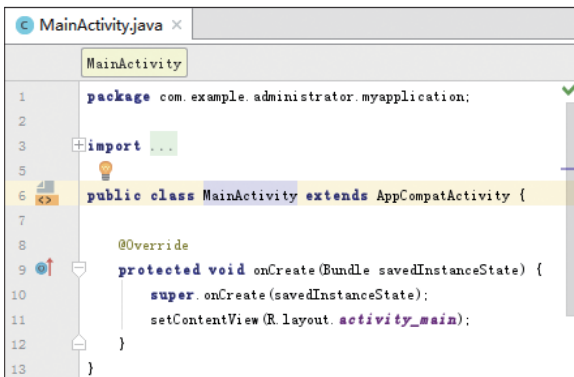 MainActivity.java
MainActivity
1 package com.example.administrator.myapplication;
2
3 import ...
5
6 public class MainActivity extends AppCompatActivity {
7
8 @Override
9 protected void onCreate(Bundle savedInstanceState) {
10 super.onCreate(savedInstanceState);
11 setContentView(R.layout.activity_main);
12 }
13 }